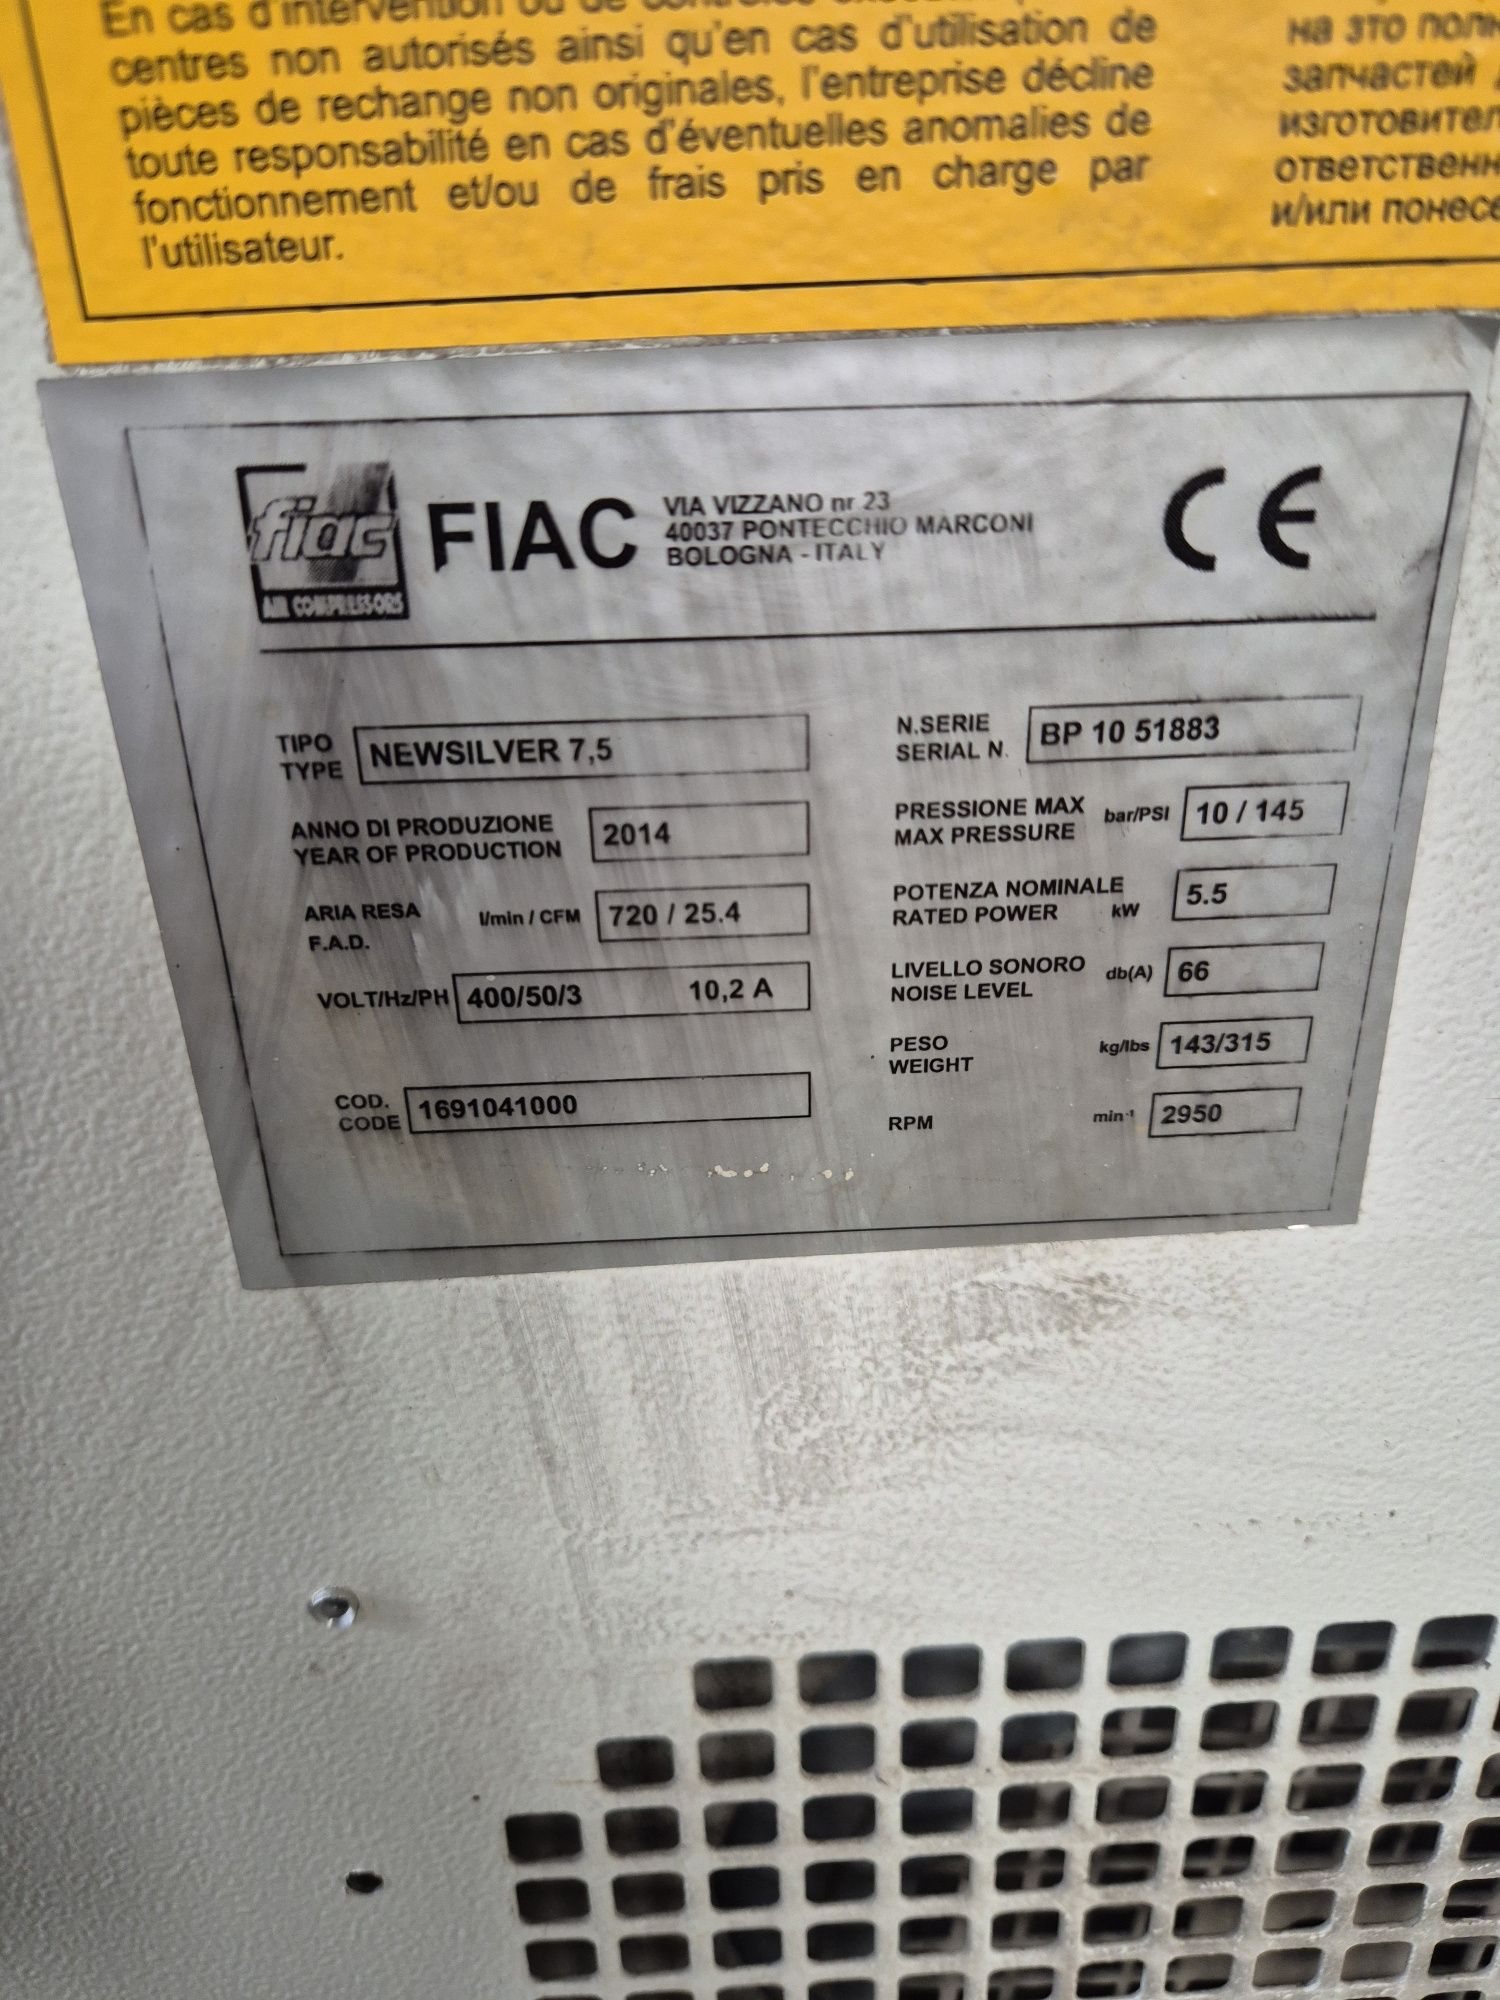 En cas d'intervention ou de contrôles
centres non autorisés ainsi qu'en cas d'utilisation de
pièces de rechange non originales, l'entreprise décline
toute responsabilité en cas d'éventuelles anomalies de
fonctionnement et/ou de frais pris en charge par
l'utilisateur.
на это
запчастей
и/или
fiac
AIR COMPRESSORS
FIAC
VIA VIZZANO nr 23
40037 PONTECCHIO MARCONI
BOLOGNA - ITALY
CE
TIPO
TYPE
NEWSILVER 7,5
N.SERIE
SERIAL N.
BP 10 51883
ANNO DI PRODUZIONE
YEAR OF PRODUCTION
2014
PRESSIONE MAX
MAX PRESSURE
bar/PSI
10 / 145
ARIA RESA
F.A.D.
l/min / CFM
720 / 25.4
POTENZA NOMINALE
RATED POWER
kW
5.5
VOLT/Hz/PH
400/50/3 10,2 A
LIVELLO SONORO
NOISE LEVEL
db(A)
66
PESO
WEIGHT
kg/lbs
143/315
COD.
CODE
1691041000
RPM
min-1
2950